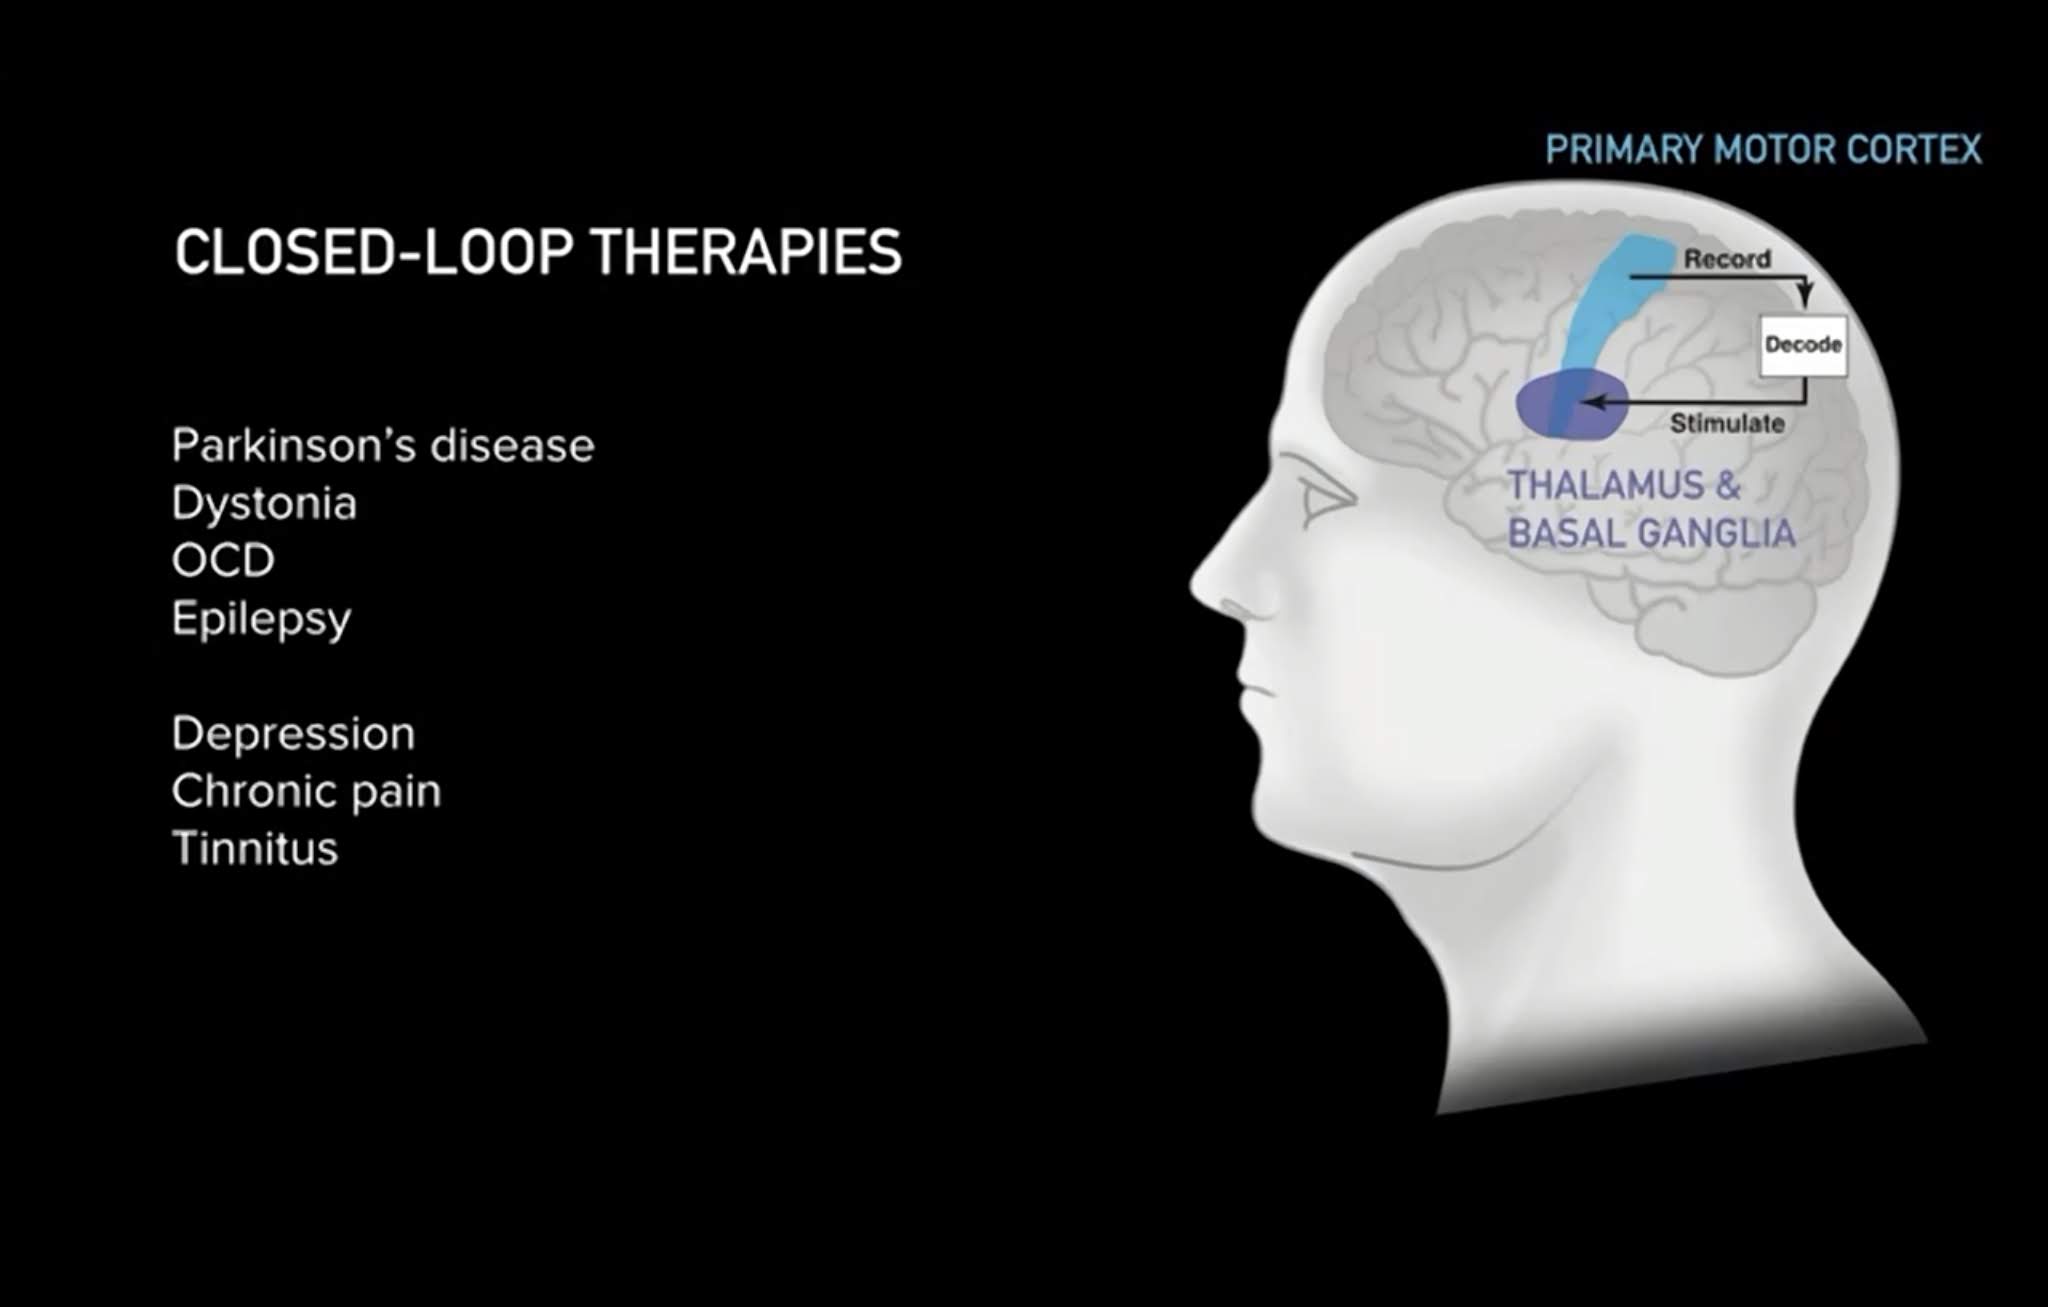 PRIMARY MOTOR CORTEX
CLOSED-LOOP THERAPIES
Record
Decode
Stimulate
Parkinson’s disease
Dystonia
OCD
Epilepsy
THALAMUS &
BASAL GANGLIA
Depression
Chronic pain
Tinnitus